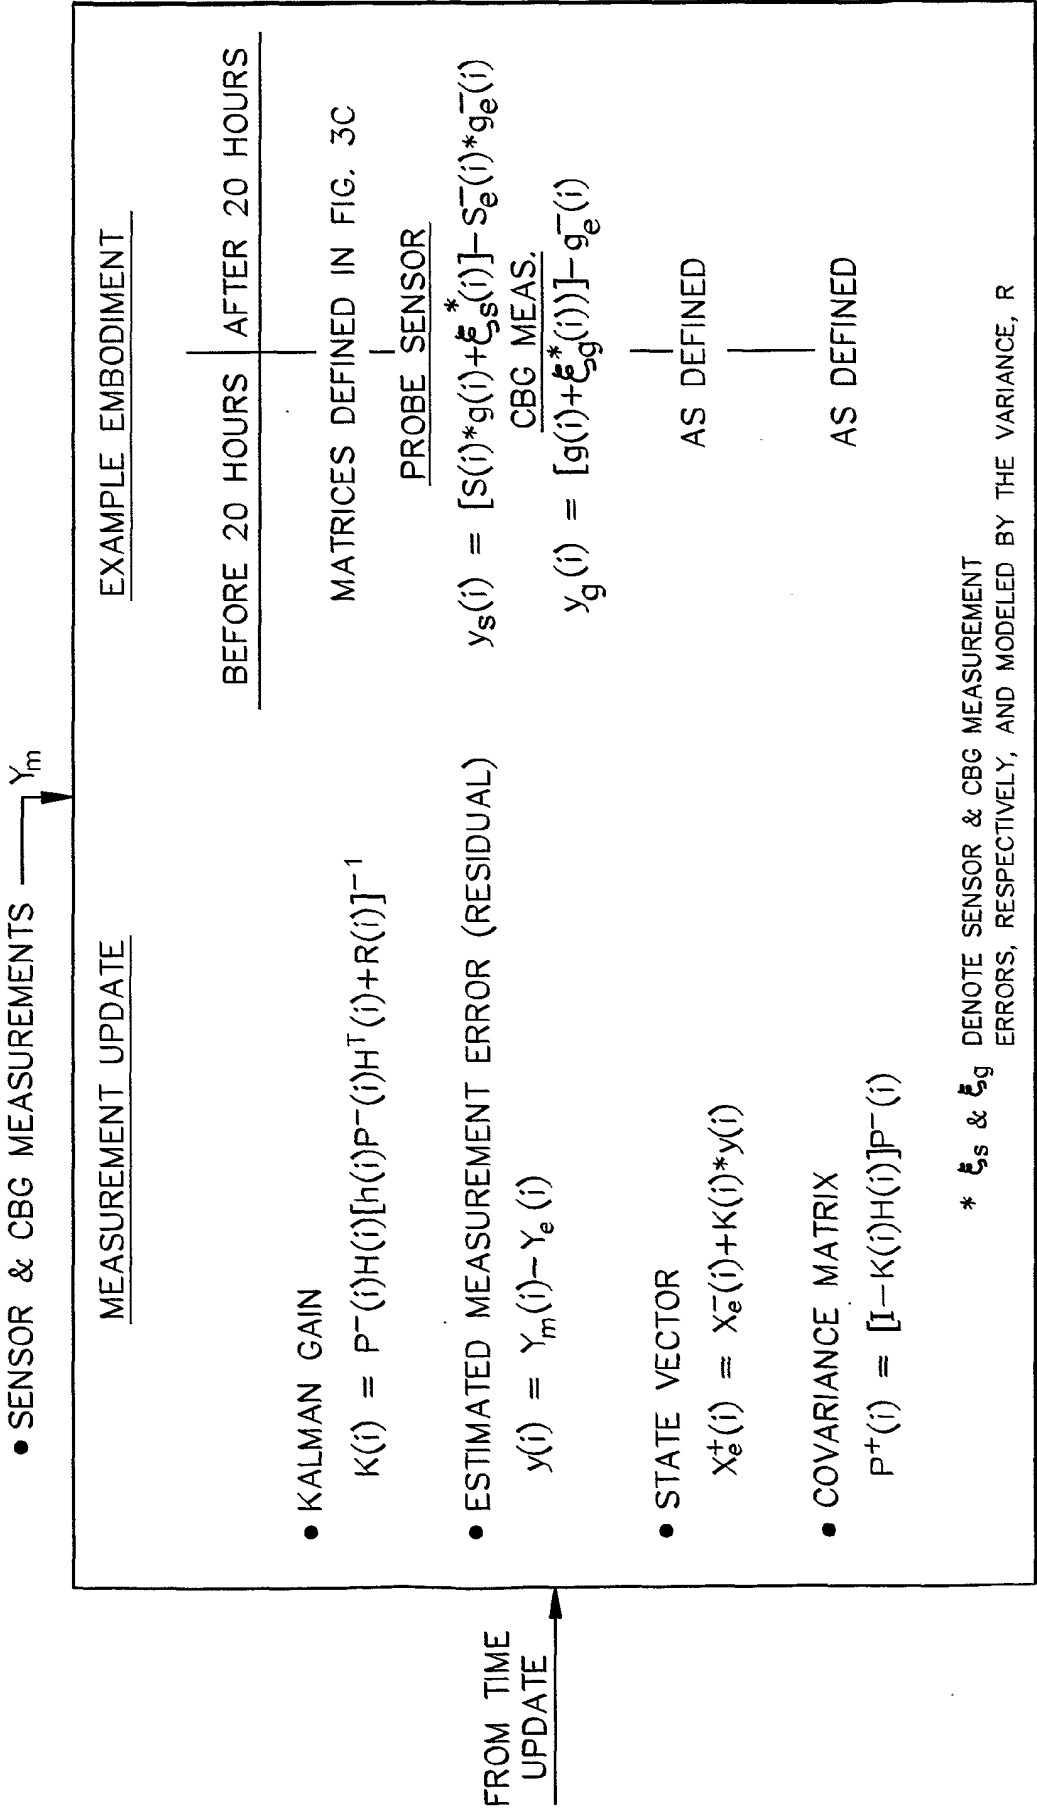 • SENSOR & CBG MEASUREMENTS
Yₘ
FROM TIME
UPDATE
MEASUREMENT UPDATE
• KALMAN GAIN
K(i) = P⁻(i)H(i)[h(i)P⁻(i)Hᵀ(i)+R(i)]⁻¹
• ESTIMATED MEASUREMENT ERROR (RESIDUAL)
y(i) = Yₘ(i)−Yₑ(i)
• STATE VECTOR
Xₑ⁺(i) = Xₑ⁻(i)+K(i)*y(i)
• COVARIANCE MATRIX
P⁺(i) = [I−K(i)H(i)]P⁻(i)
EXAMPLE EMBODIMENT
BEFORE 20 HOURS AFTER 20 HOURS
MATRICES DEFINED IN FIG. 3C
PROBE SENSOR
yₛ(i) = [S(i)*g(i)+ξₛ*(i)]−Sₑ⁻(i)*gₑ⁻(i)
CBG MEAS.
y_g(i) = [g(i)+ξ_g*(i))]−gₑ⁻(i)
AS DEFINED
AS DEFINED
* ξₛ & ξ_g DENOTE SENSOR & CBG MEASUREMENT
ERRORS, RESPECTIVELY, AND MODELED BY THE VARIANCE, R